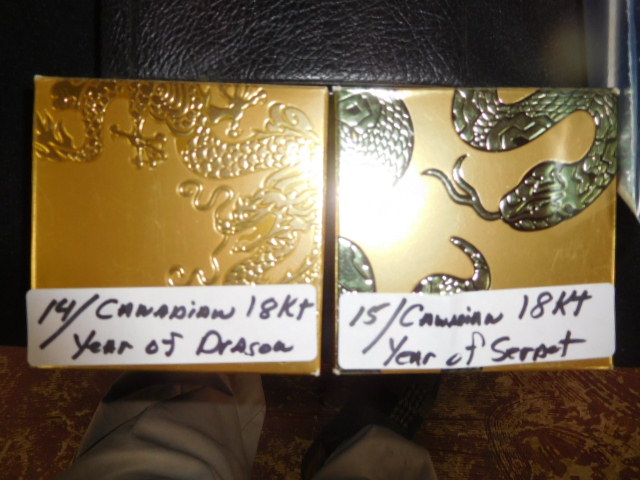 14/CANADIAN 18Kt
Year of Dragon
15/CANADIAN 18Kt
Year of Serpent